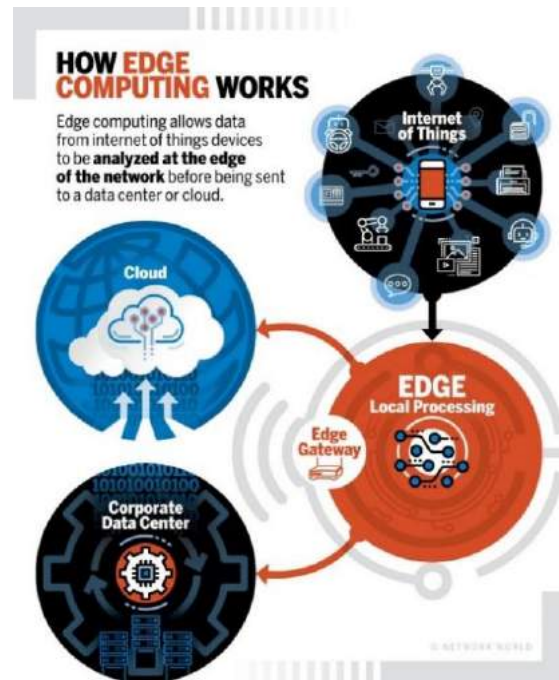 HOW EDGE
COMPUTING WORKS
Edge computing allows data
from internet of things devices
to be analyzed at the edge
of the network before being sent
to a data center or cloud.
Internet
of Things
Cloud
EDGE
Local Processing
Edge
Gateway
Corporate
Data Center
© NETWORK WORLD